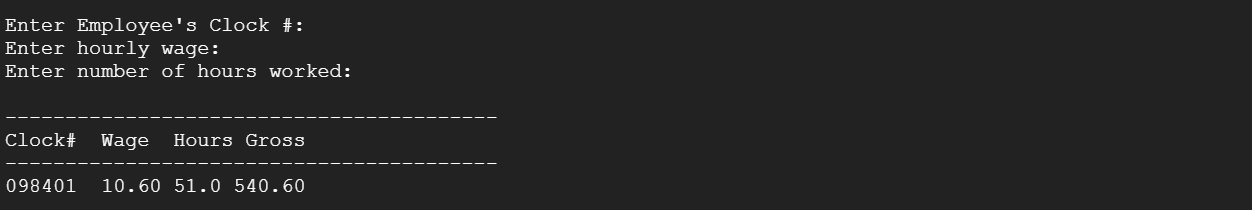 Enter Employee's Clock #:
Enter hourly wage:
Enter number of hours worked:
-----------------------------------------
Clock#  Wage  Hours Gross
-----------------------------------------
098401  10.60 51.0 540.60